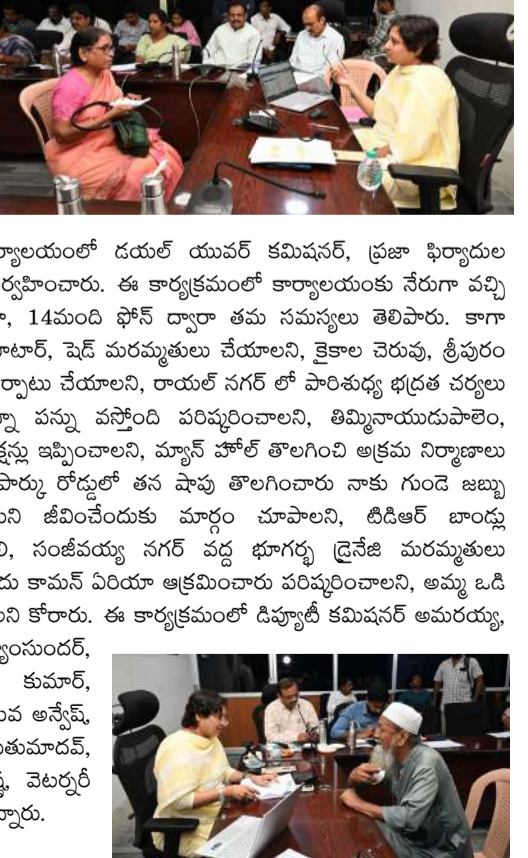 ర్యాలయంలో డయల్ యువర్ కమిషనర్, ప్రజా ఫిర్యాదుల
ర్వహించారు. ఈ కార్యక్రమంలో కార్యాలయంకు నేరుగా వచ్చి
ా, 14మంది ఫోన్ ద్వారా తమ సమస్యలు తెలిపారు. కాగా
మాటార్, షెడ్ మరమ్మతులు చేయాలని, కైకాల చెరువు, శ్రీపురం
ర్పాటు చేయాలని, రాయల్ నగర్ లో పారిశుధ్య భద్రత చర్యలు
న్నా పన్ను వస్తోంది పరిష్కరించాలని, తిమ్మినాయుడుపాలెం,
క్షన్లు ఇప్పించాలని, మ్యాన్ హోల్ తొలగించి అక్రమ నిర్మాణాలు
పార్కు రోడ్డులో తన షాపు తొలగించారు నాకు గుండె జబ్బు
ని జీవించేందుకు మార్గం చూపాలని, టిడిఆర్ బాండ్లు
లి, సంజీవయ్య నగర్ వద్ద భూగర్భ డ్రైనేజి మరమ్మతులు
దు కామన్ ఏరియా ఆక్రమించారు పరిష్కరించాలని, అమ్మ ఒడి
లని కోరారు. ఈ కార్యక్రమంలో డిప్యూటీ కమిషనర్ అమరయ్య,
్యాంసుందర్,
కుమార్,
వ అన్వేష్,
తుమాదవ్,
ష్ణ, వెటర్నరీ
న్నారు.